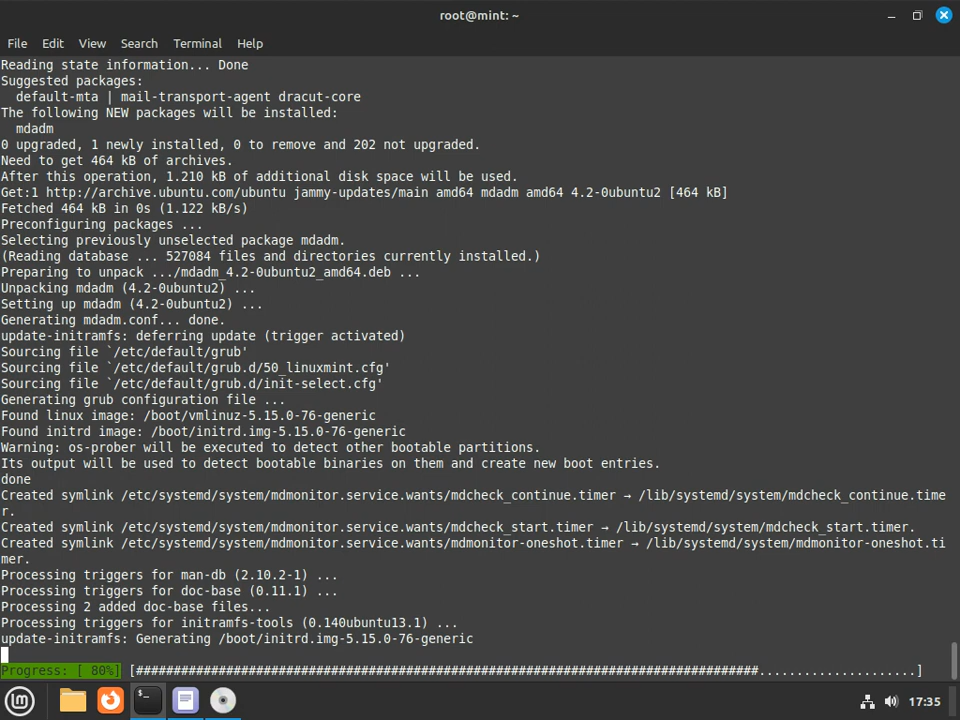 root@mint: ~
File Edit View Search Terminal Help
Reading state information... Done
Suggested packages:
  default-mta | mail-transport-agent dracut-core
The following NEW packages will be installed:
  mdadm
0 upgraded, 1 newly installed, 0 to remove and 202 not upgraded.
Need to get 464 kB of archives.
After this operation, 1.210 kB of additional disk space will be used.
Get:1 http://archive.ubuntu.com/ubuntu jammy-updates/main amd64 mdadm amd64 4.2-0ubuntu2 [464 kB]
Fetched 464 kB in 0s (1.122 kB/s)
Preconfiguring packages ...
Selecting previously unselected package mdadm.
(Reading database ... 527084 files and directories currently installed.)
Preparing to unpack .../mdadm_4.2-0ubuntu2_amd64.deb ...
Unpacking mdadm (4.2-0ubuntu2) ...
Setting up mdadm (4.2-0ubuntu2) ...
Generating mdadm.conf... done.
update-initramfs: deferring update (trigger activated)
Sourcing file `/etc/default/grub'
Sourcing file `/etc/default/grub.d/50_linuxmint.cfg'
Sourcing file `/etc/default/grub.d/init-select.cfg'
Generating grub configuration file ...
Found linux image: /boot/vmlinuz-5.15.0-76-generic
Found initrd image: /boot/initrd.img-5.15.0-76-generic
Warning: os-prober will be executed to detect other bootable partitions.
Its output will be used to detect bootable binaries on them and create new boot entries.
done
Created symlink /etc/systemd/system/mdmonitor.service.wants/mdcheck_continue.timer → /lib/systemd/system/mdcheck_continue.time
r.
Created symlink /etc/systemd/system/mdmonitor.service.wants/mdcheck_start.timer → /lib/systemd/system/mdcheck_start.timer.
Created symlink /etc/systemd/system/mdmonitor.service.wants/mdmonitor-oneshot.timer → /lib/systemd/system/mdmonitor-oneshot.ti
mer.
Processing triggers for man-db (2.10.2-1) ...
Processing triggers for doc-base (0.11.1) ...
Processing 2 added doc-base files...
Processing triggers for initramfs-tools (0.140ubuntu13.1) ...
update-initramfs: Generating /boot/initrd.img-5.15.0-76-generic
Progress: [ 80%] [###################################################################################.....................]
17:35